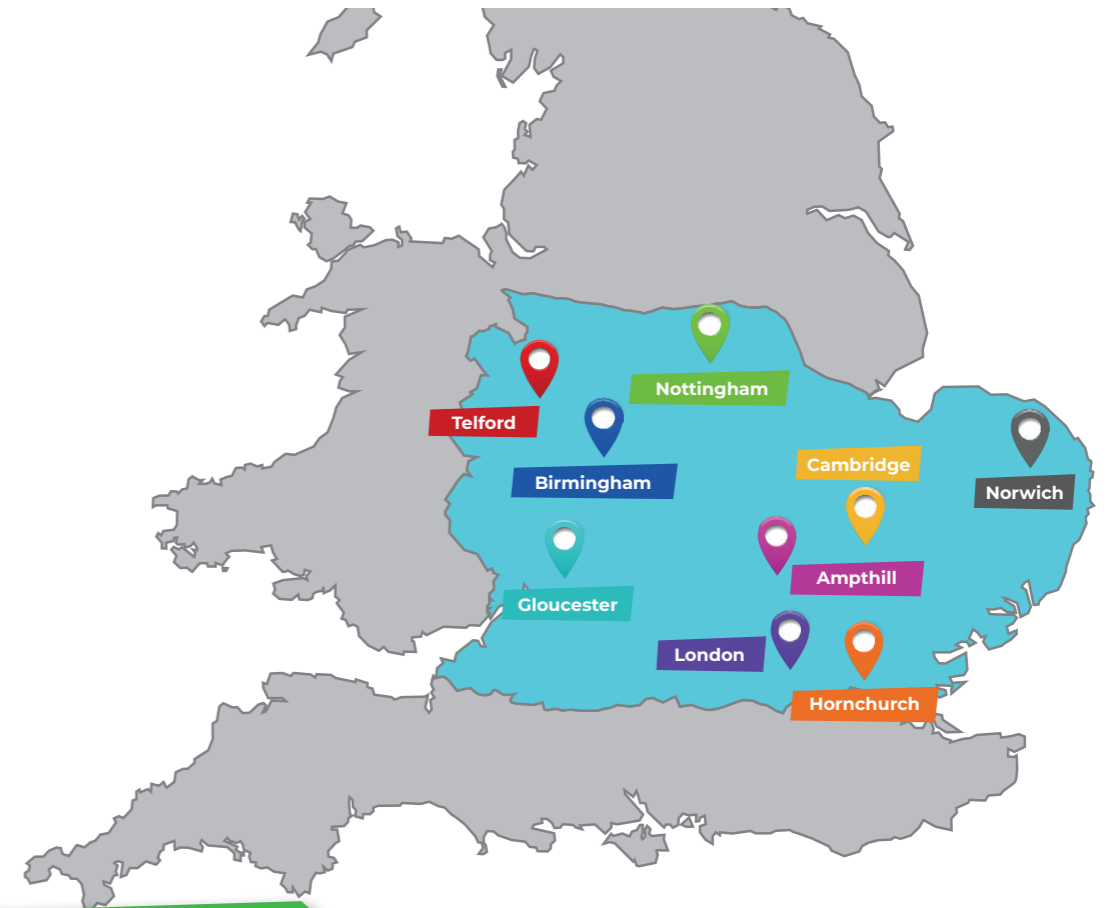 Nottingham
Telford
Cambridge
Birmingham
Norwich
Ampthill
Gloucester
London
Hornchurch